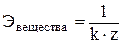 Эвещества = 1 / k · z